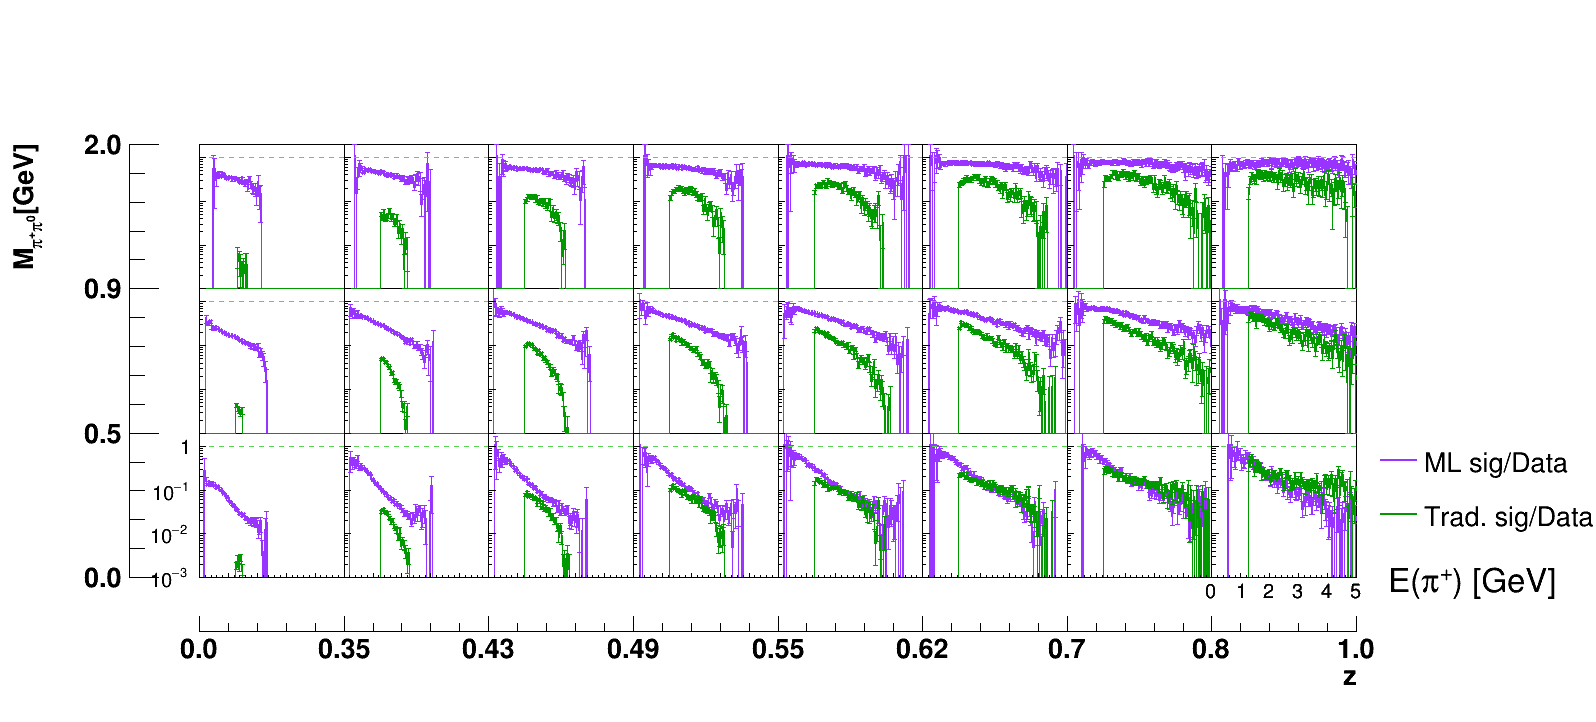 M π⁺π⁰ [GeV]
2.0
0.9
0.5
0.0
1
10⁻¹
10⁻²
10⁻³
ML sig/Data
Trad. sig/Data
0 1 2 3 4 5
E(π⁺) [GeV]
0.0 0.35 0.43 0.49 0.55 0.62 0.7 0.8 1.0
z